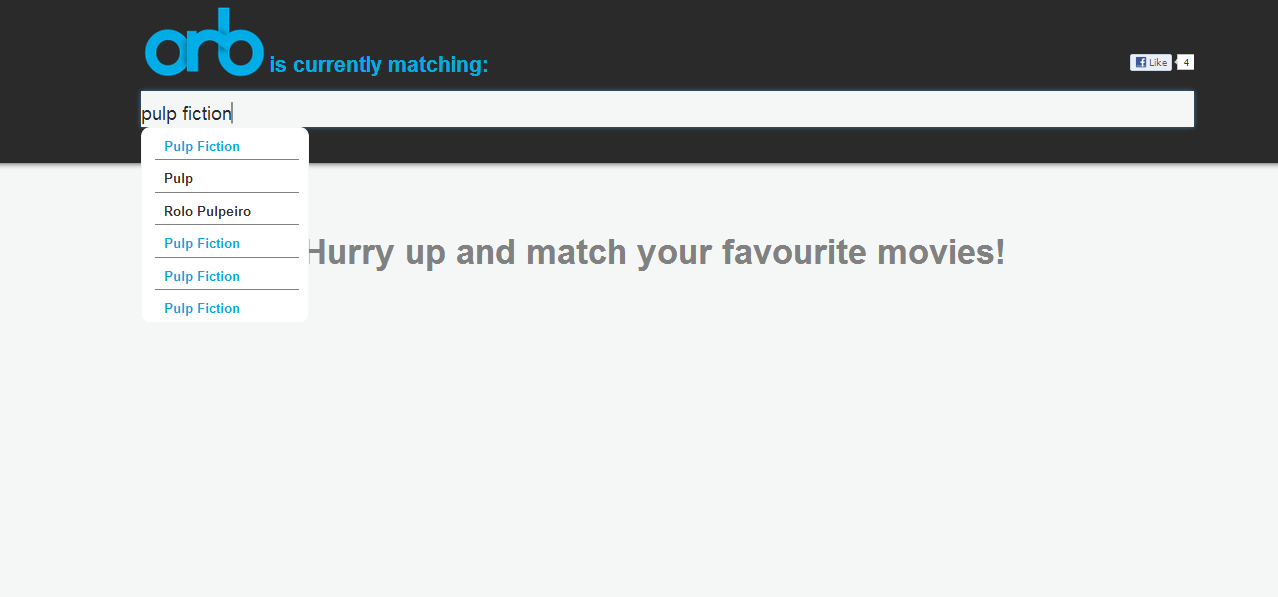 orb is currently matching:
Like 4
pulp fiction
Pulp Fiction
Pulp
Rolo Pulpeiro
Pulp Fiction
Pulp Fiction
Pulp Fiction
Hurry up and match your favourite movies!